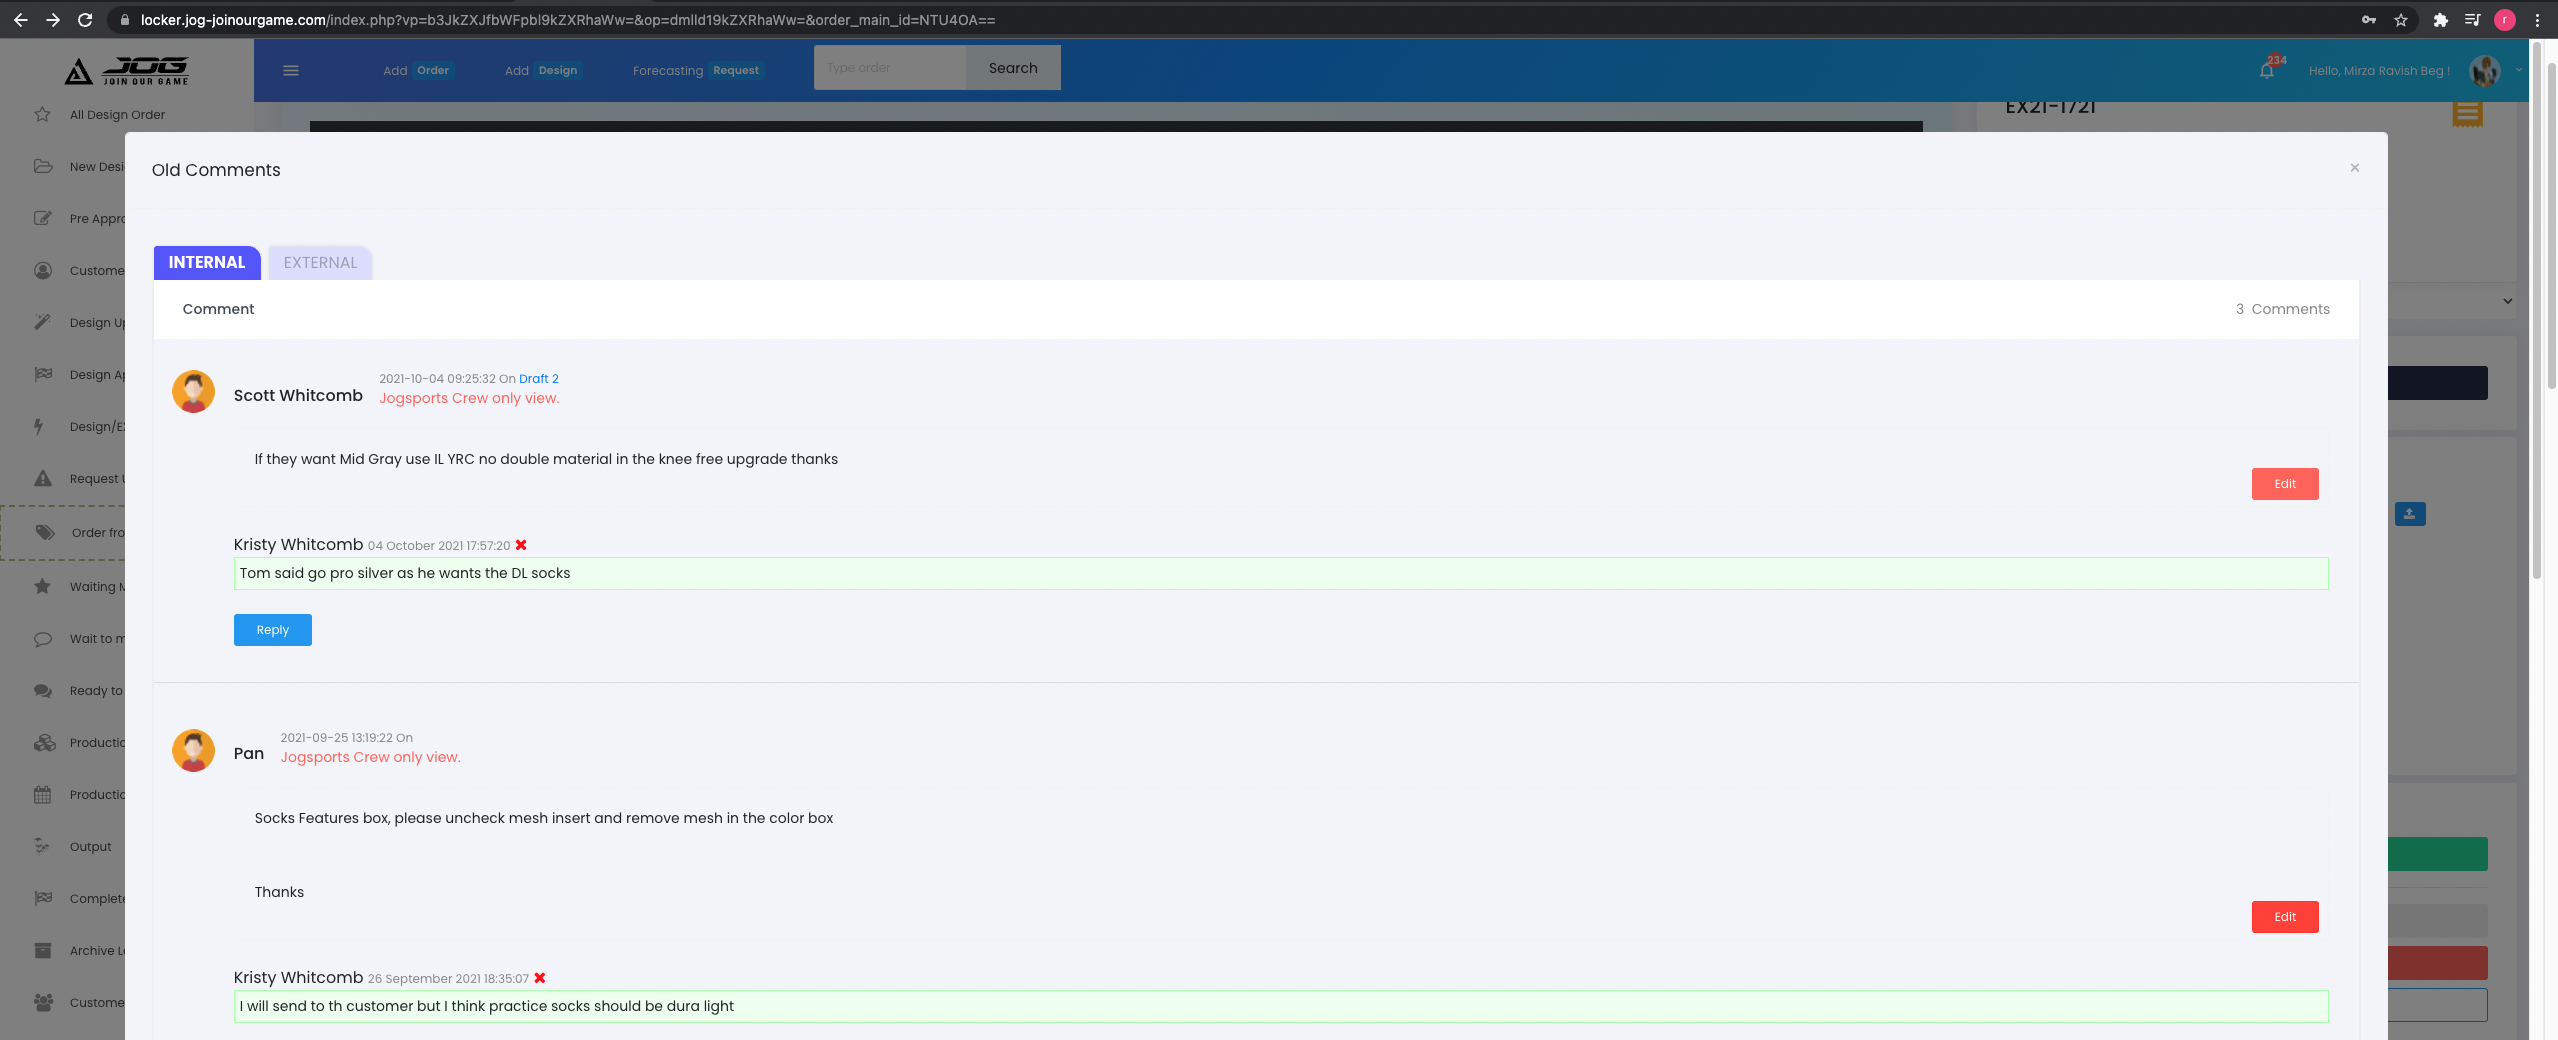 locker.jog-joinourgame.com/index.php?vp=b3JkZXJfbWFpbl9kZXRhaWw=&op=dmlld19kZXRhaWw=&order_main_id=NTU4OA==
r
JOG
JOIN OUR GAME
Add Order
Add Design
Forecasting Request
Type order
Search
234
Hello, Mirza Ravish Beg !
EX21-1721
All Design Order
New Desi
Pre Appro
Custome
Design Up
Design Ap
Design/EX
Request U
Order fro
Waiting M
Wait to m
Ready to
Productio
Productio
Output
Complete
Archive Lo
Custome
Old Comments
×
INTERNAL
EXTERNAL
Comment
3 Comments
Scott Whitcomb
2021-10-04 09:25:32 On Draft 2
Jogsports Crew only view.
If they want Mid Gray use IL YRC no double material in the knee free upgrade thanks
Edit
Kristy Whitcomb 04 October 2021 17:57:20
Tom said go pro silver as he wants the DL socks
Reply
Pan
2021-09-25 13:19:22 On
Jogsports Crew only view.
Socks Features box, please uncheck mesh insert and remove mesh in the color box
Thanks
Edit
Kristy Whitcomb 26 September 2021 18:35:07
I will send to th customer but I think practice socks should be dura light